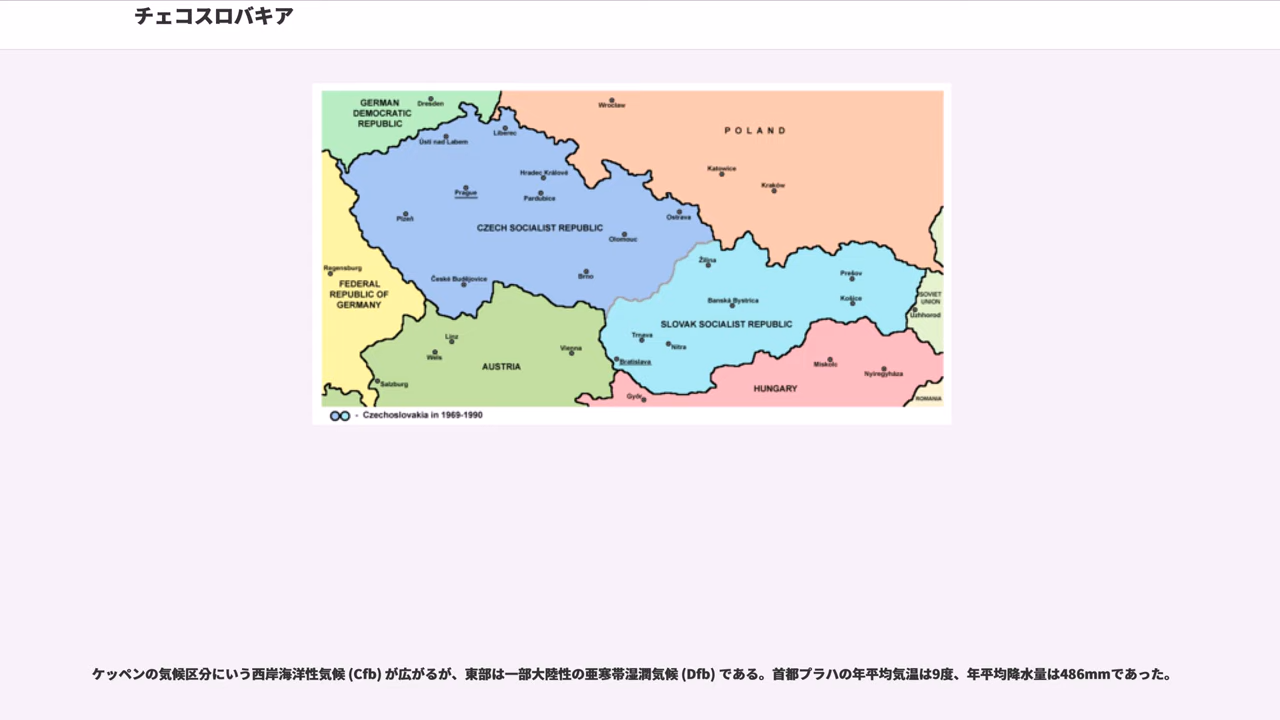 チェコスロバキア
GERMAN
DEMOCRATIC
REPUBLIC
Dresden
Wrocław
POLAND
Ústí nad Labem
Liberec
Hradec Králové
Katowice
Kraków
Prague
Pardubice
Plzeň
Ostrava
CZECH SOCIALIST REPUBLIC
Olomouc
Regensburg
FEDERAL
REPUBLIC OF
GERMANY
České Budějovice
Brno
Žilina
Prešov
Banská Bystrica
Košice
SOVIET
UNION
Uzhhorod
SLOVAK SOCIALIST REPUBLIC
Linz
Wels
Vienna
Trnava
Nitra
Bratislava
AUSTRIA
Salzburg
Miskolc
Nyíregyháza
HUNGARY
Győr
ROMANIA
- Czechoslovakia in 1969-1990
ケッペンの気候区分にいう西岸海洋性気候 (Cfb) が広がるが、東部は一部大陸性の亜寒帯湿潤気候 (Dfb) である。首都プラハの年平均気温は9度、年平均降水量は486mmであった。